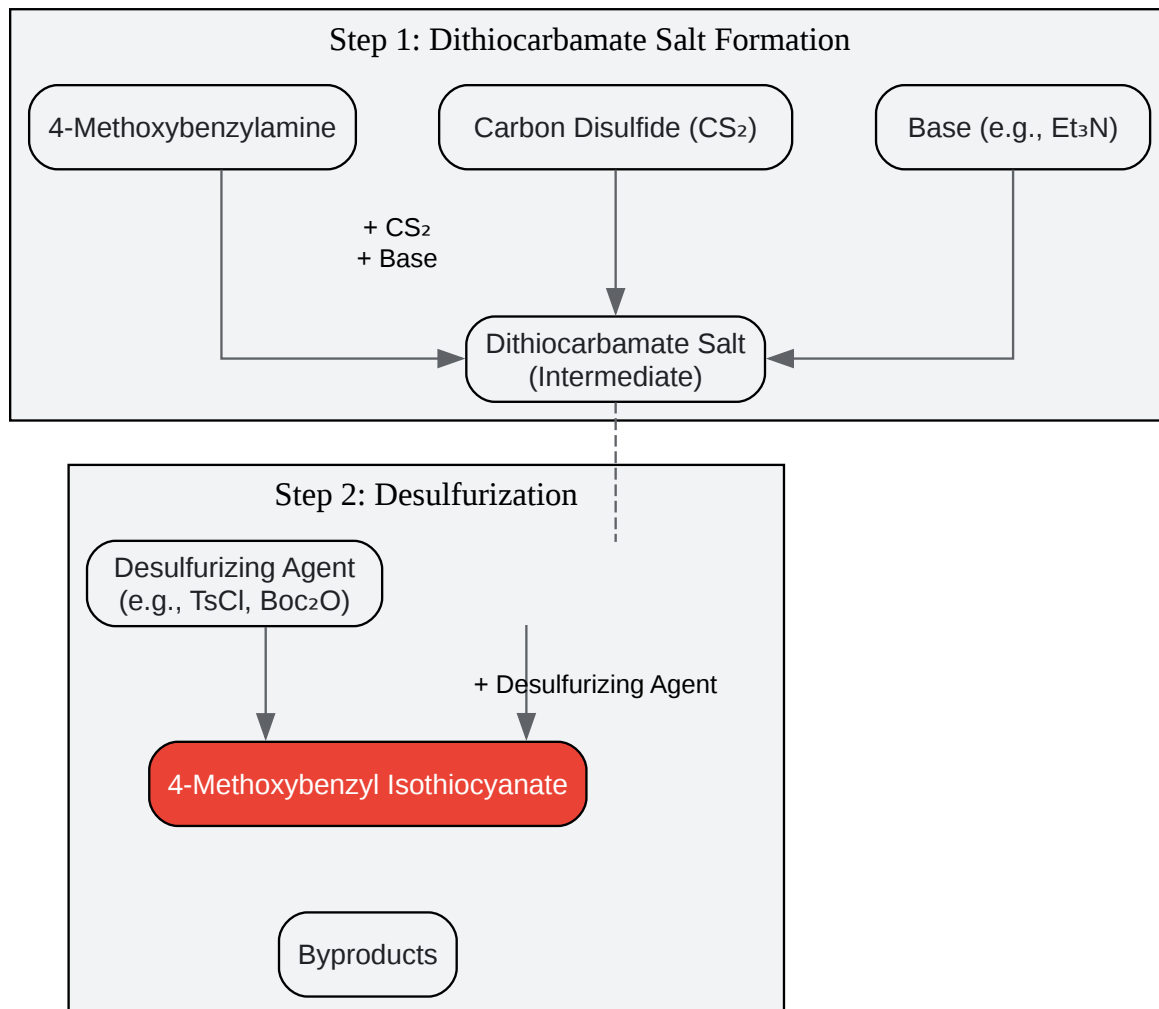 Step 1: Dithiocarbamate Salt Formation
4-Methoxybenzylamine
Carbon Disulfide (CS₂)
Base (e.g., Et₃N)
+ CS₂
+ Base
Dithiocarbamate Salt
(Intermediate)
Step 2: Desulfurization
Desulfurizing Agent
(e.g., TsCl, Boc₂O)
+ Desulfurizing Agent
4-Methoxybenzyl Isothiocyanate
Byproducts